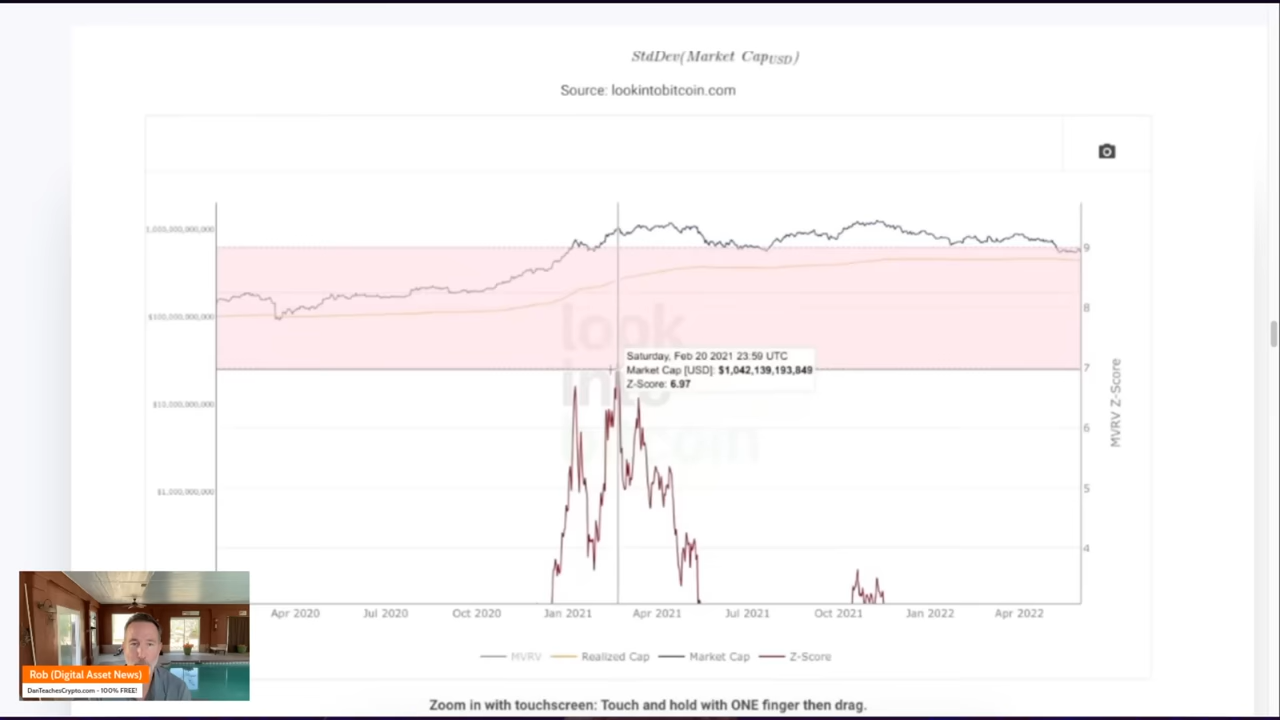 StdDev(Market Cap USD)
Source: lookintobitcoin.com
1,000,000,000,000
$100,000,000,000
$10,000,000,000
$1,000,000,000
look
into
bitcoin
Saturday, Feb 20 2021 23:59 UTC
Market Cap [USD]: $1,042,139,193,849
Z-Score: 6.97
9
8
7
6
5
4
MVRV Z-Score
Apr 2020
Jul 2020
Oct 2020
Jan 2021
Apr 2021
Jul 2021
Oct 2021
Jan 2022
Apr 2022
MVRV
Realized Cap
Market Cap
Z-Score
Rob (Digital Asset News)
DanTeachesCrypto.com - 100% FREE!
Zoom in with touchscreen: Touch and hold with ONE finger then drag.